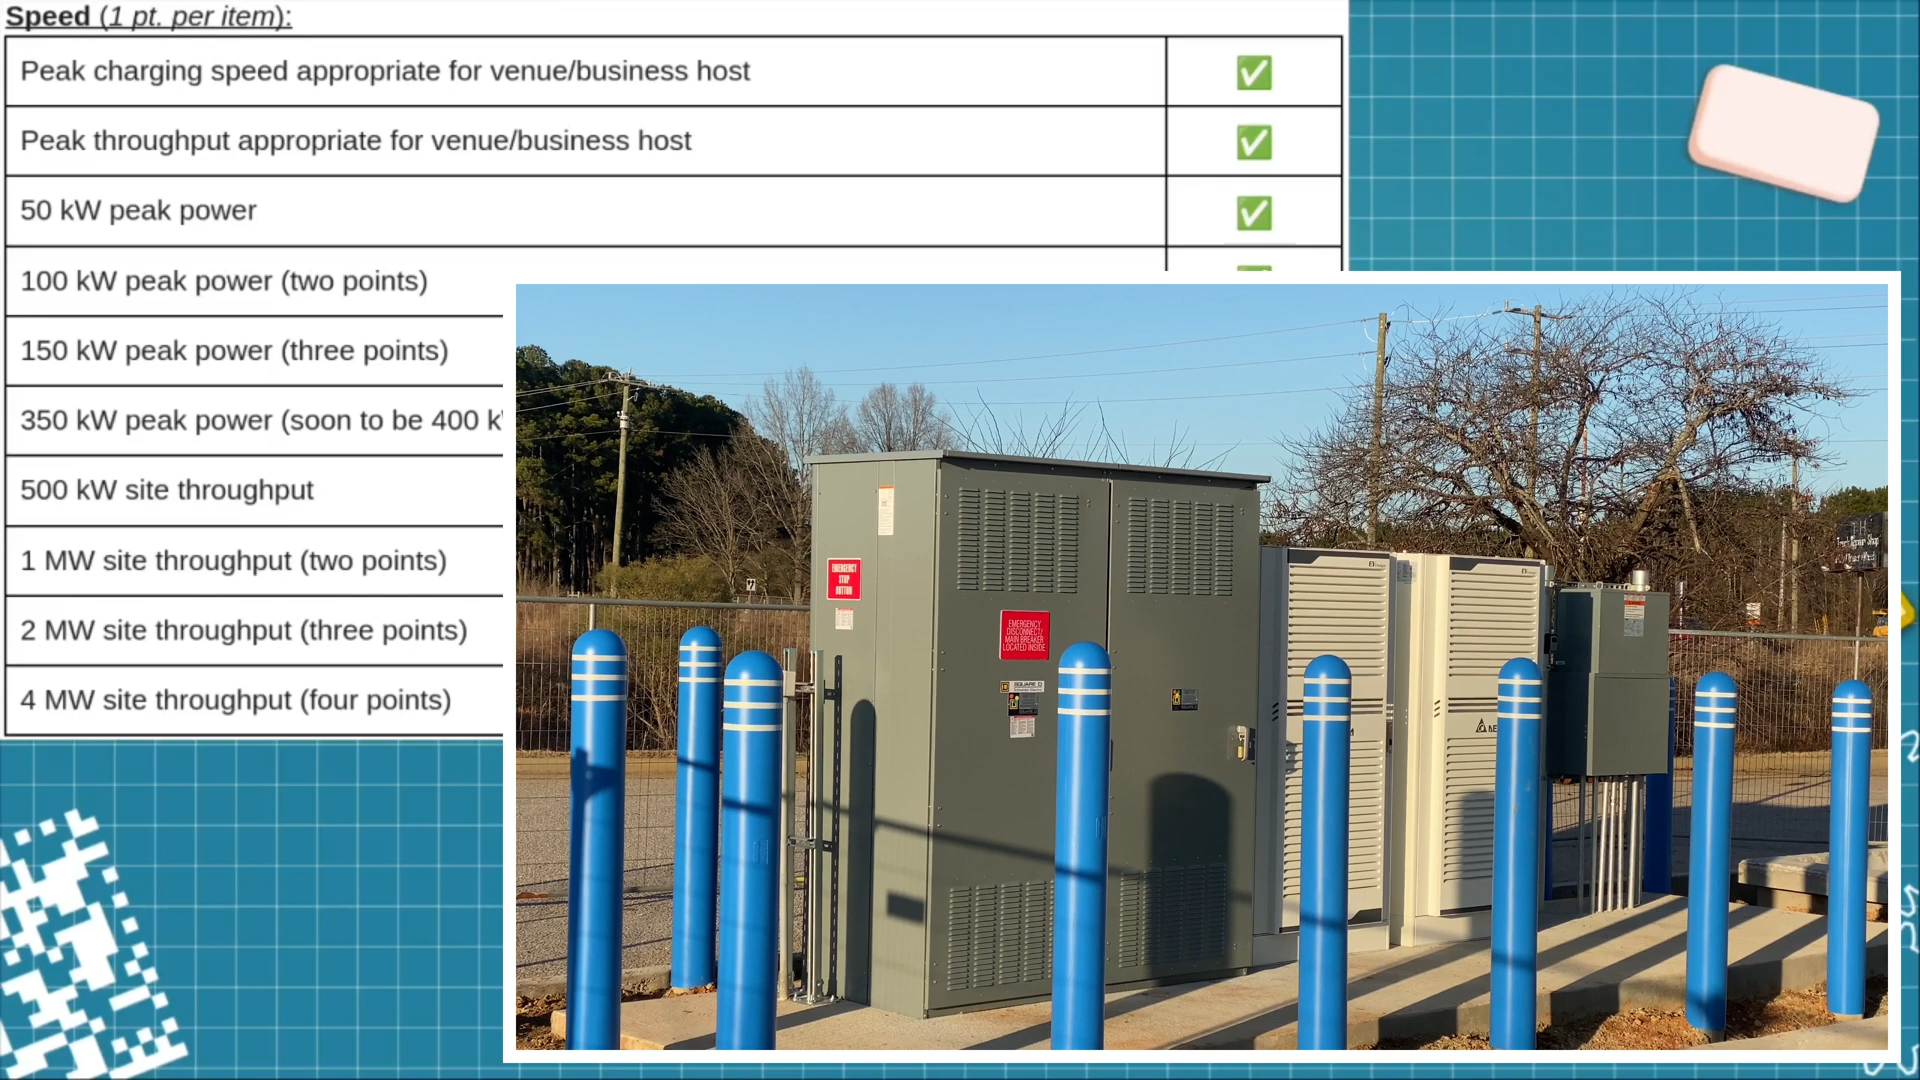 Speed (1 pt. per item):
Peak charging speed appropriate for venue/business host
Peak throughput appropriate for venue/business host
50 kW peak power
100 kW peak power (two points)
150 kW peak power (three points)
350 kW peak power (soon to be 400 k
500 kW site throughput
1 MW site throughput (two points)
2 MW site throughput (three points)
4 MW site throughput (four points)
EMERGENCY
STOP
BUTTON
EMERGENCY
DISCONNECT/
MAIN BREAKER
LOCATED INSIDE
SQUARE D